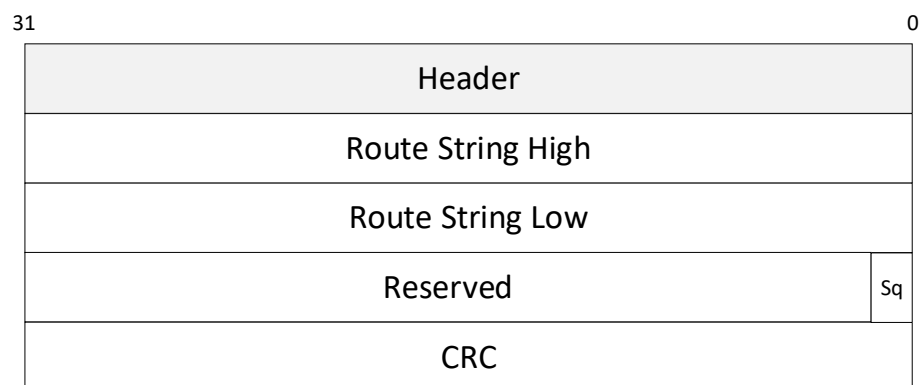 31 0
Header
Route String High
Route String Low
Reserved Sq
CRC